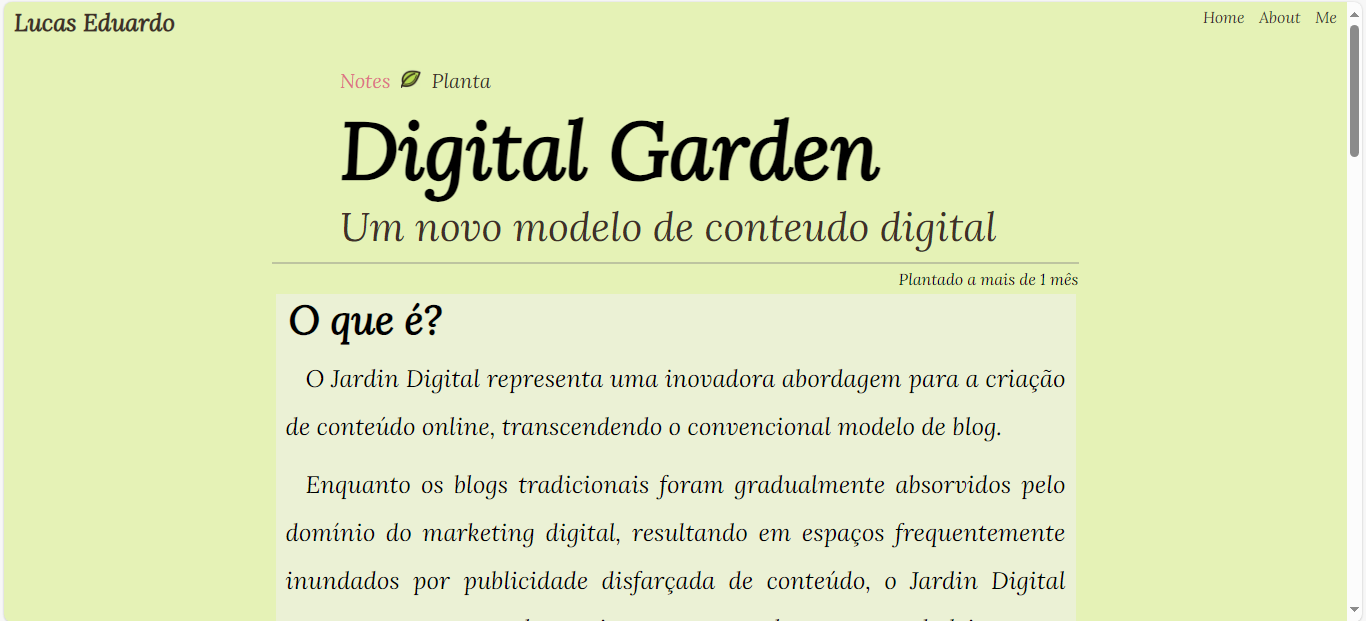 Lucas Eduardo
Home About Me
Notes Planta
Digital Garden
Um novo modelo de conteudo digital
Plantado a mais de 1 mês
O que é?
O Jardin Digital representa uma inovadora abordagem para a criação
de conteúdo online, transcendendo o convencional modelo de blog.
Enquanto os blogs tradicionais foram gradualmente absorvidos pelo
domínio do marketing digital, resultando em espaços frequentemente
inundados por publicidade disfarçada de conteúdo, o Jardin Digital